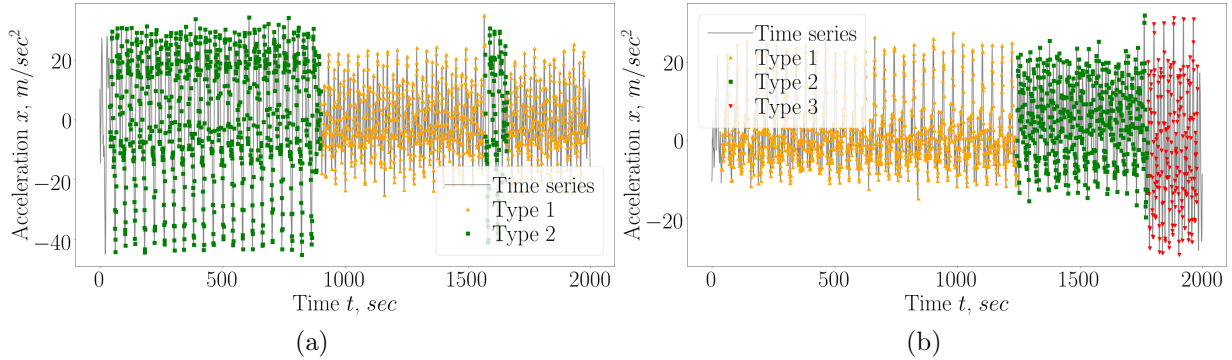 Acceleration x, m/sec²
20
0
−20
−40
0
500
1000
1500
2000
Time t, sec
Time series
Type 1
Type 2
(a)
Acceleration x, m/sec²
20
0
−20
0
500
1000
1500
2000
Time t, sec
Time series
Type 1
Type 2
Type 3
(b)